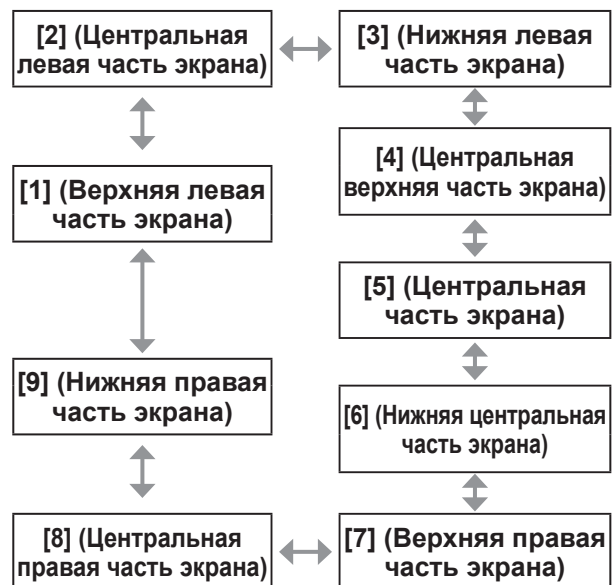 [2] (Центральная
левая часть экрана)
[3] (Нижняя левая
часть экрана)
[1] (Верхняя левая
часть экрана)
[4] (Центральная
верхняя часть экрана)
[5] (Центральная
часть экрана)
[9] (Нижняя правая
часть экрана)
[6] (Нижняя центральная
часть экрана)
[8] (Центральная
правая часть экрана)
[7] (Верхняя правая
часть экрана)